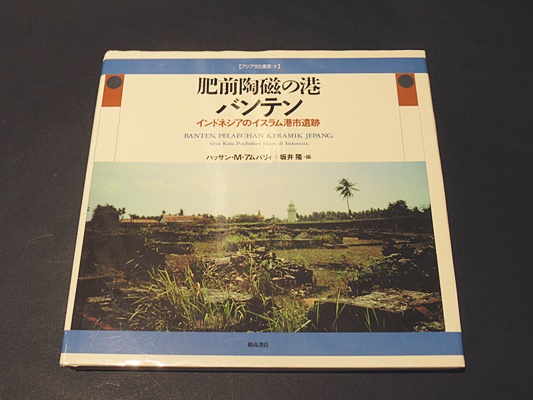 【アジア文化叢書・8】
肥前陶磁の港
バンテン
インドネシアのイスラム港市遺跡
BANTEN, PELABUHAN KERAMIK JEPANG
Situs Kota Pelabuhan Islam di Indonesia
ハッサン・M・アムバリィ 坂井 隆・編
穂高書店